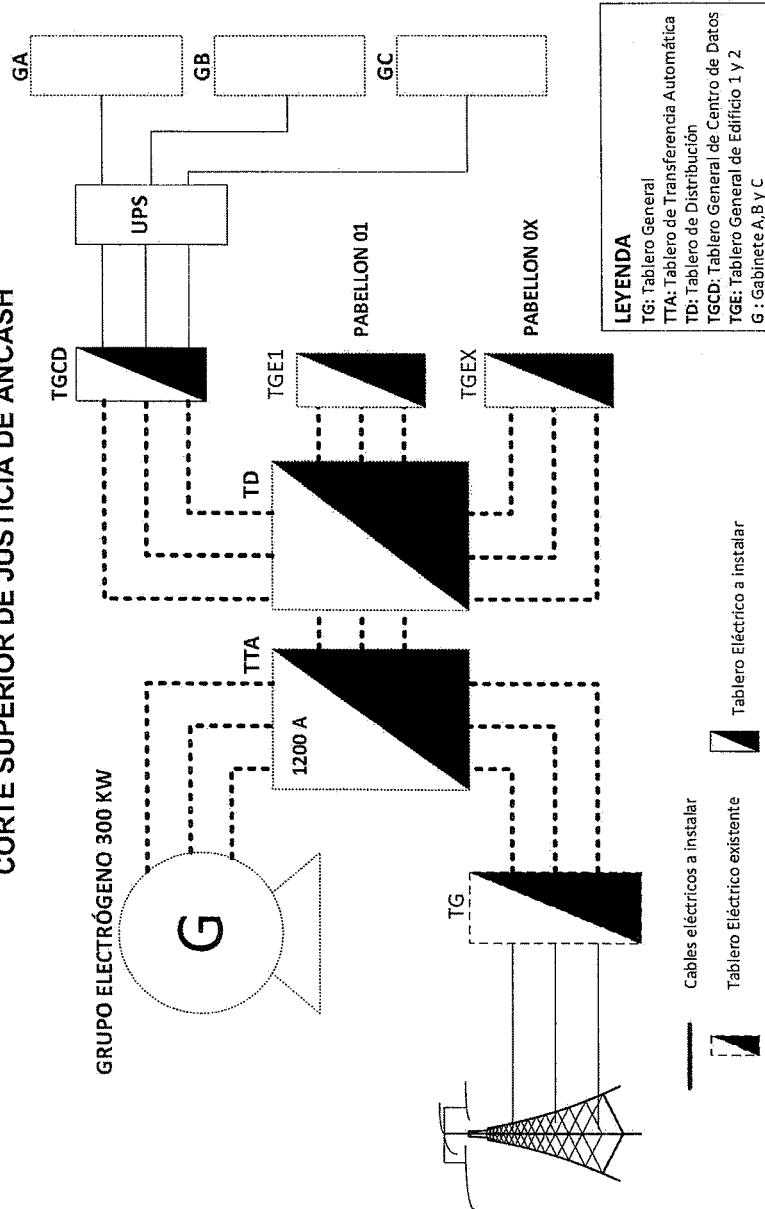 CORTE SUPERIOR DE JUSTICIA DE ANCASH
GRUPO ELECTRÓGENO 300 KW
G
TG
TTA
1200 A
TD
TGCD
UPS
GA
GB
GC
TGE1
PABELLON 01
TGEX
PABELLON 0X
Cables eléctricos a instalar
Tablero Eléctrico existente
Tablero Eléctrico a instalar
LEYENDA
TG: Tablero General
TTA: Tablero de Transferencia Automática
TD: Tablero de Distribución
TGCD: Tablero General de Centro de Datos
TGE: Tablero General de Edificio 1 y 2
G : Gabinete A,B y C